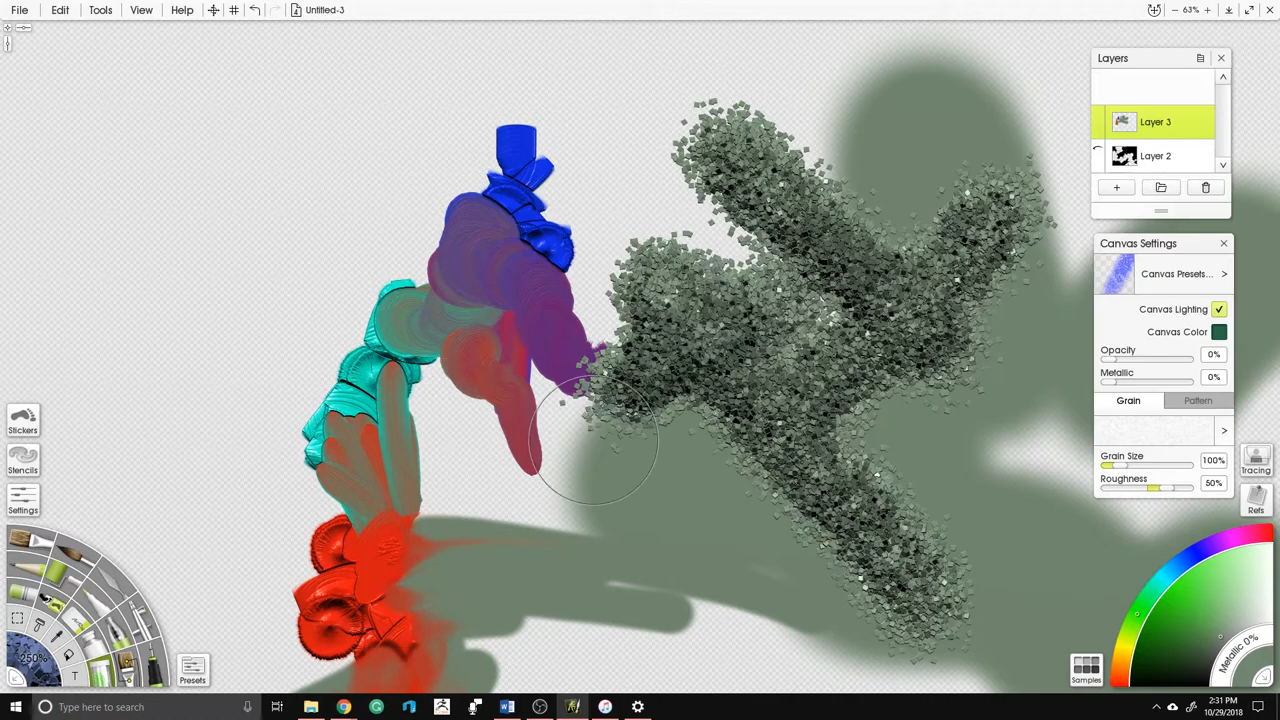 File Edit Tools View Help Untitled-3 63%
Layers
Layer 3
Layer 2
Canvas Settings
Canvas Presets...
Canvas Lighting
Canvas Color
Opacity
0%
Metallic
0%
Grain Pattern
Grain Size
100%
Roughness
50%
Stickers
Stencils
Settings
Tracing
Refs
250%
T
Presets
Metallic 0%
Samples
Type here to search
2:31 PM
10/29/2018